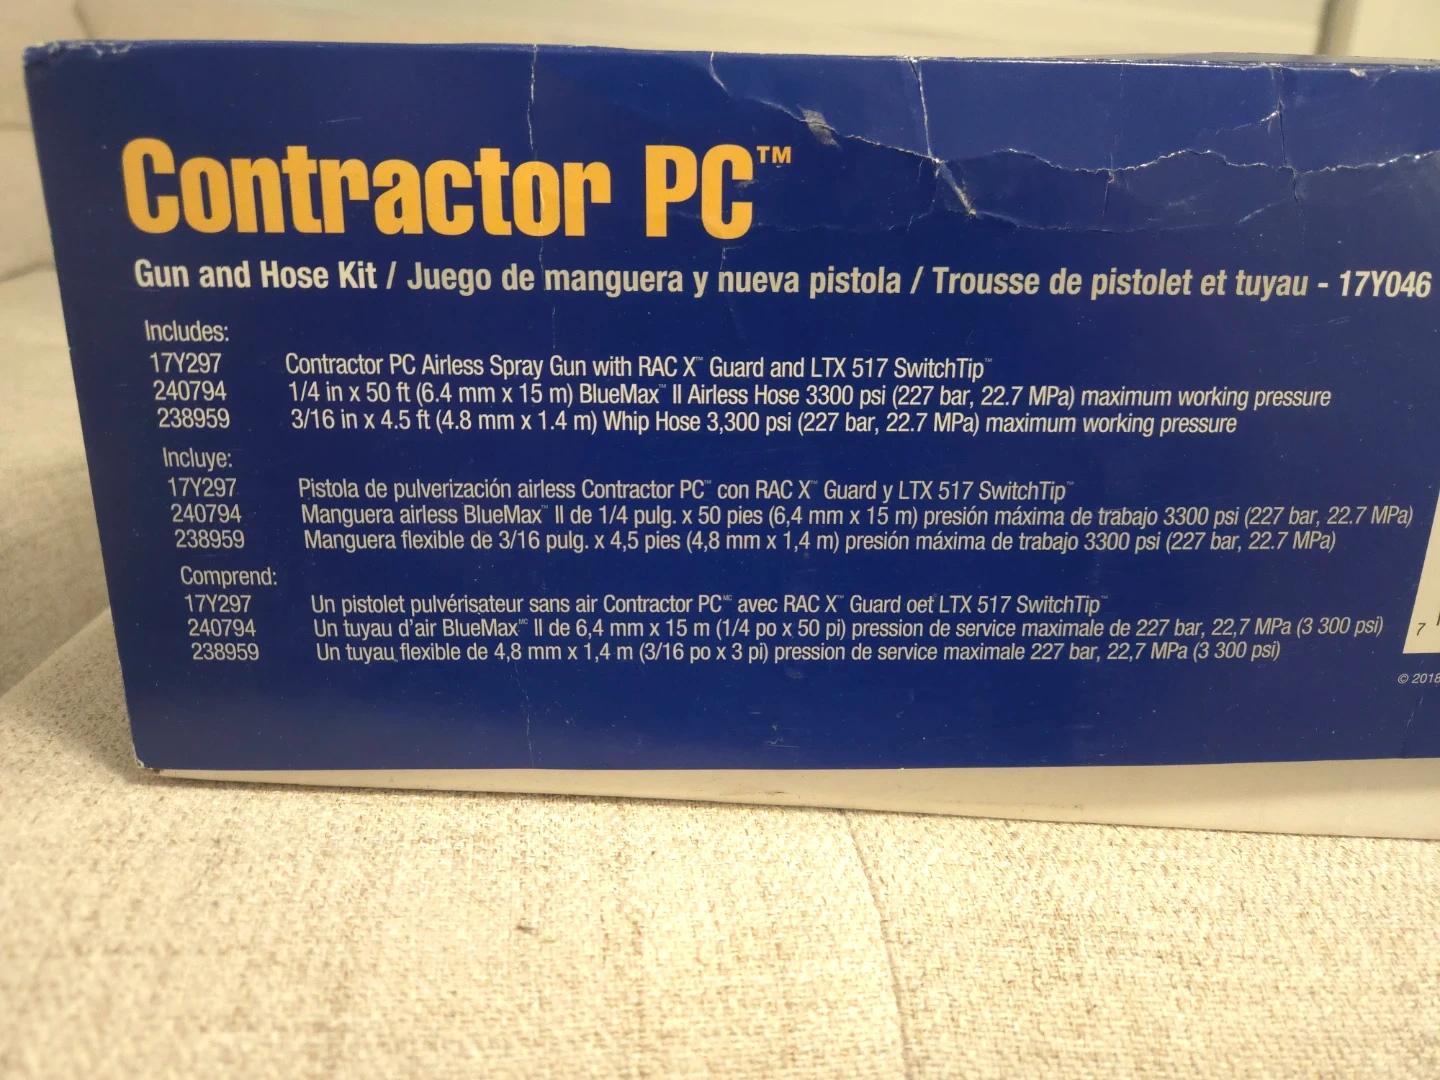 Contractor PC™
Gun and Hose Kit / Juego de manguera y nueva pistola / Trousse de pistolet et tuyau - 17Y046
Includes:
17Y297 Contractor PC Airless Spray Gun with RAC X™ Guard and LTX 517 SwitchTip™
240794 1/4 in x 50 ft (6.4 mm x 15 m) BlueMax™ II Airless Hose 3300 psi (227 bar, 22.7 MPa) maximum working pressure
238959 3/16 in x 4.5 ft (4.8 mm x 1.4 m) Whip Hose 3,300 psi (227 bar, 22.7 MPa) maximum working pressure
Incluye:
17Y297 Pistola de pulverización airless Contractor PC™ con RAC X™ Guard y LTX 517 SwitchTip™
240794 Manguera airless BlueMax™ II de 1/4 pulg. x 50 pies (6,4 mm x 15 m) presión máxima de trabajo 3300 psi (227 bar, 22.7 MPa)
238959 Manguera flexible de 3/16 pulg. x 4,5 pies (4,8 mm x 1,4 m) presión máxima de trabajo 3300 psi (227 bar, 22.7 MPa)
Comprend:
17Y297 Un pistolet pulvérisateur sans air Contractor PC™ᶜ avec RAC X™ Guard oet LTX 517 SwitchTip™
240794 Un tuyau d'air BlueMax ᴹᶜ II de 6,4 mm x 15 m (1/4 po x 50 pi) pression de service maximale de 227 bar, 22,7 MPa (3 300 psi)
238959 Un tuyau flexible de 4,8 mm x 1,4 m (3/16 po x 3 pi) pression de service maximale 227 bar, 22,7 MPa (3 300 psi)
7
© 2018